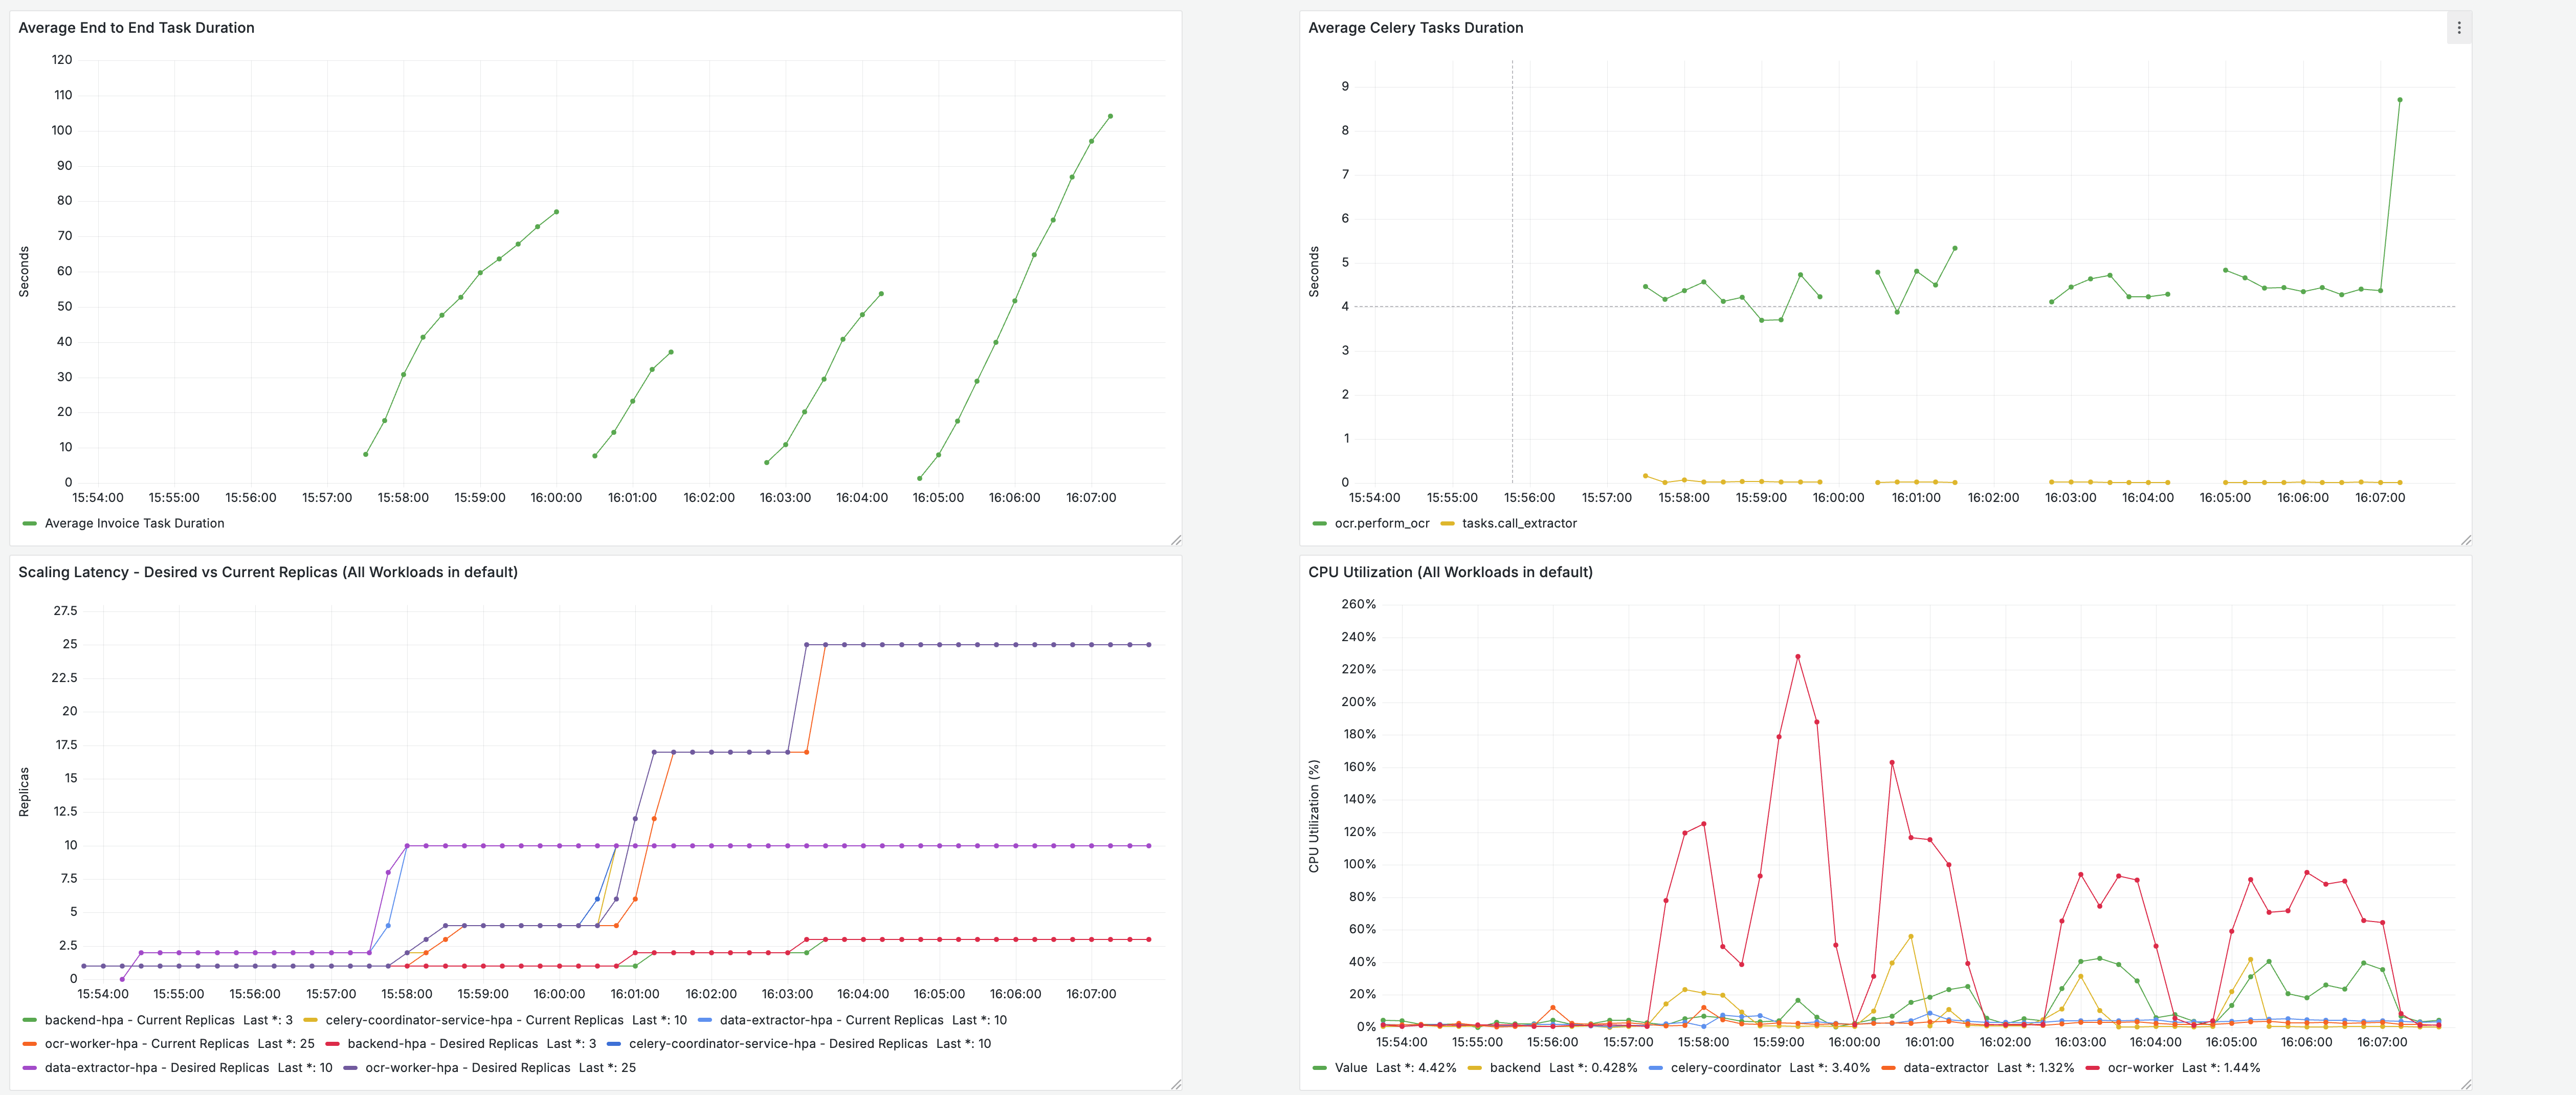 Average End to End Task Duration
120
110
100
90
80
70
60
50
40
30
20
10
0
Seconds
15:54:00 15:55:00 15:56:00 15:57:00 15:58:00 15:59:00 16:00:00 16:01:00 16:02:00 16:03:00 16:04:00 16:05:00 16:06:00 16:07:00
Average Invoice Task Duration
Average Celery Tasks Duration
9
8
7
6
5
4
3
2
1
0
Seconds
15:54:00 15:55:00 15:56:00 15:57:00 15:58:00 15:59:00 16:00:00 16:01:00 16:02:00 16:03:00 16:04:00 16:05:00 16:06:00 16:07:00
ocr.perform_ocr tasks.call_extractor
Scaling Latency - Desired vs Current Replicas (All Workloads in default)
27.5
25
22.5
20
17.5
15
12.5
10
7.5
5
2.5
0
Replicas
15:54:00 15:55:00 15:56:00 15:57:00 15:58:00 15:59:00 16:00:00 16:01:00 16:02:00 16:03:00 16:04:00 16:05:00 16:06:00 16:07:00
backend-hpa - Current Replicas Last *: 3 celery-coordinator-service-hpa - Current Replicas Last *: 10 data-extractor-hpa - Current Replicas Last *: 10
ocr-worker-hpa - Current Replicas Last *: 25 backend-hpa - Desired Replicas Last *: 3 celery-coordinator-service-hpa - Desired Replicas Last *: 10
data-extractor-hpa - Desired Replicas Last *: 10 ocr-worker-hpa - Desired Replicas Last *: 25
CPU Utilization (All Workloads in default)
260%
240%
220%
200%
180%
160%
140%
120%
100%
80%
60%
40%
20%
0%
CPU Utilization (%)
15:54:00 15:55:00 15:56:00 15:57:00 15:58:00 15:59:00 16:00:00 16:01:00 16:02:00 16:03:00 16:04:00 16:05:00 16:06:00 16:07:00
Value Last *: 4.42% backend Last *: 0.428% celery-coordinator Last *: 3.40% data-extractor Last *: 1.32% ocr-worker Last *: 1.44%